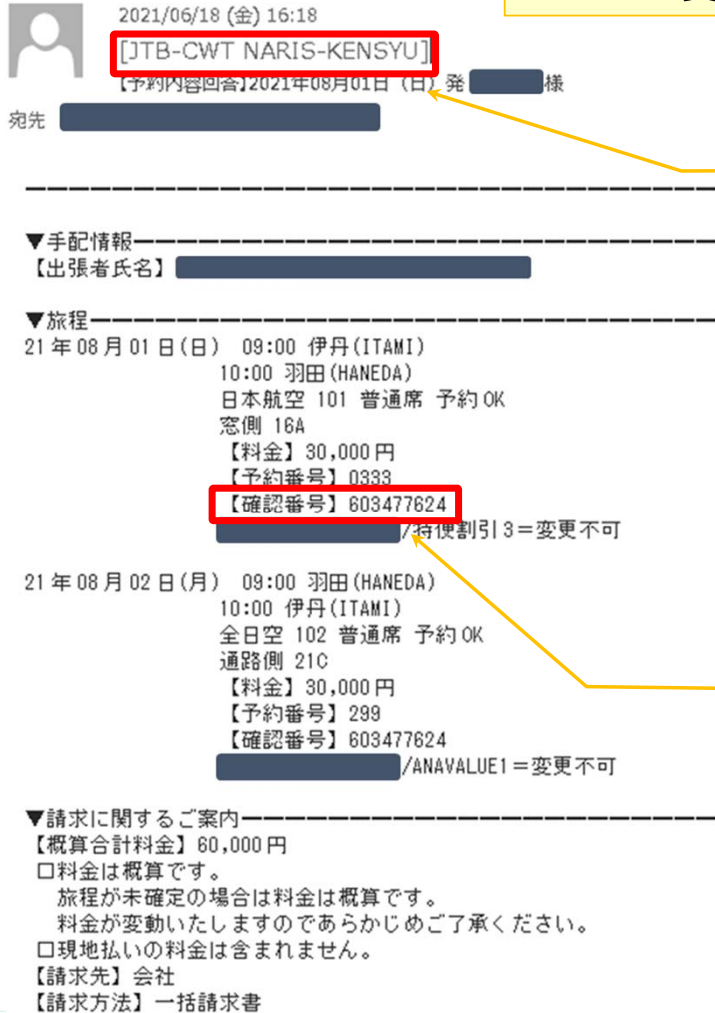 2021/06/18 (金) 16:18
[JTB-CWT NARIS-KENSYU]
【予約内容回答】2021年08月01日（日）発 様
宛先
▼手配情報
【出張者氏名】
▼旅程
21年08月01日(日) 09:00 伊丹(ITAMI)
10:00 羽田(HANEDA)
日本航空 101 普通席 予約OK
窓側 16A
【料金】30,000円
【予約番号】0333
【確認番号】603477624
/特便割引3＝変更不可
21年08月02日(月) 09:00 羽田(HANEDA)
10:00 伊丹(ITAMI)
全日空 102 普通席 予約OK
通路側 21C
【料金】30,000円
【予約番号】299
【確認番号】603477624
/ANAVALUE1＝変更不可
▼請求に関するご案内
【概算合計料金】60,000円
□料金は概算です。
旅程が未確定の場合は料金は概算です。
料金が変動いたしますのであらかじめご了承ください。
□現地払いの料金は含まれません。
【請求先】会社
【請求方法】一括請求書